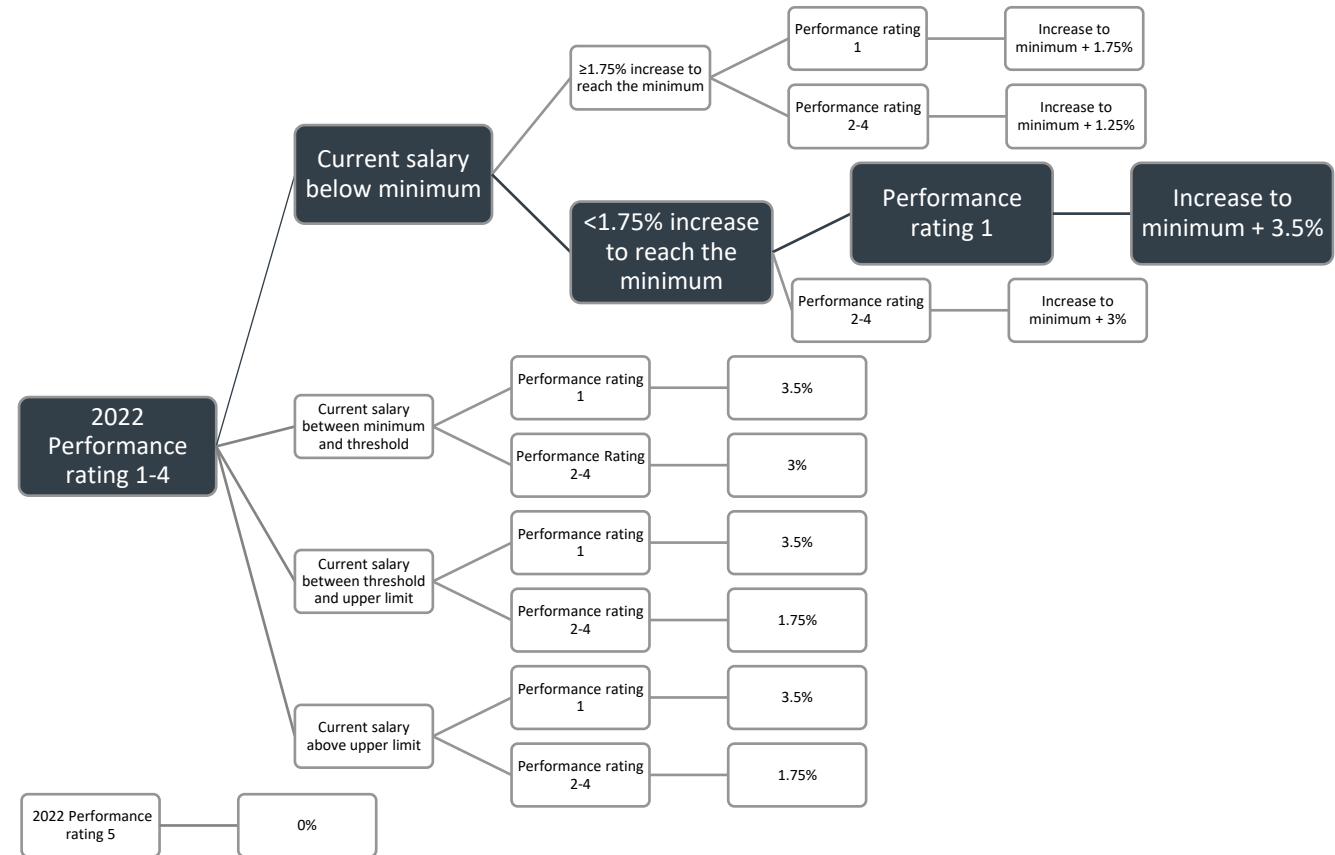 2022
Performance
rating 1-4
Current salary
below minimum
≥1.75% increase to
reach the minimum
Performance rating
1
Increase to
minimum + 1.75%
Performance rating
2-4
Increase to
minimum + 1.25%
<1.75% increase
to reach the
minimum
Performance
rating 1
Increase to
minimum + 3.5%
Performance rating
2-4
Increase to
minimum + 3%
Current salary
between minimum
and threshold
Performance rating
1
3.5%
Performance Rating
2-4
3%
Current salary
between threshold
and upper limit
Performance rating
1
3.5%
Performance rating
2-4
1.75%
Current salary
above upper limit
Performance rating
1
3.5%
Performance rating
2-4
1.75%
2022 Performance
rating 5
0%